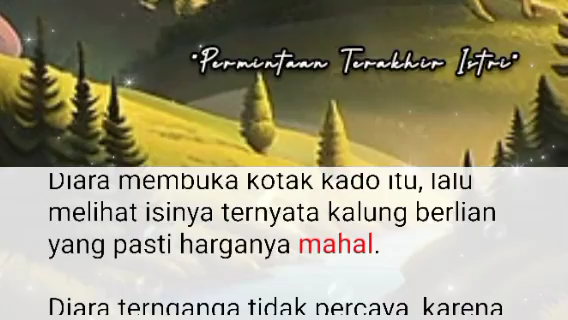 "Permintaan Terakhir Istri"
Diara membuka kotak kado itu, lalu
melihat isinya ternyata kalung berlian
yang pasti harganya mahal.
Diara ternganga tidak percaya, karena